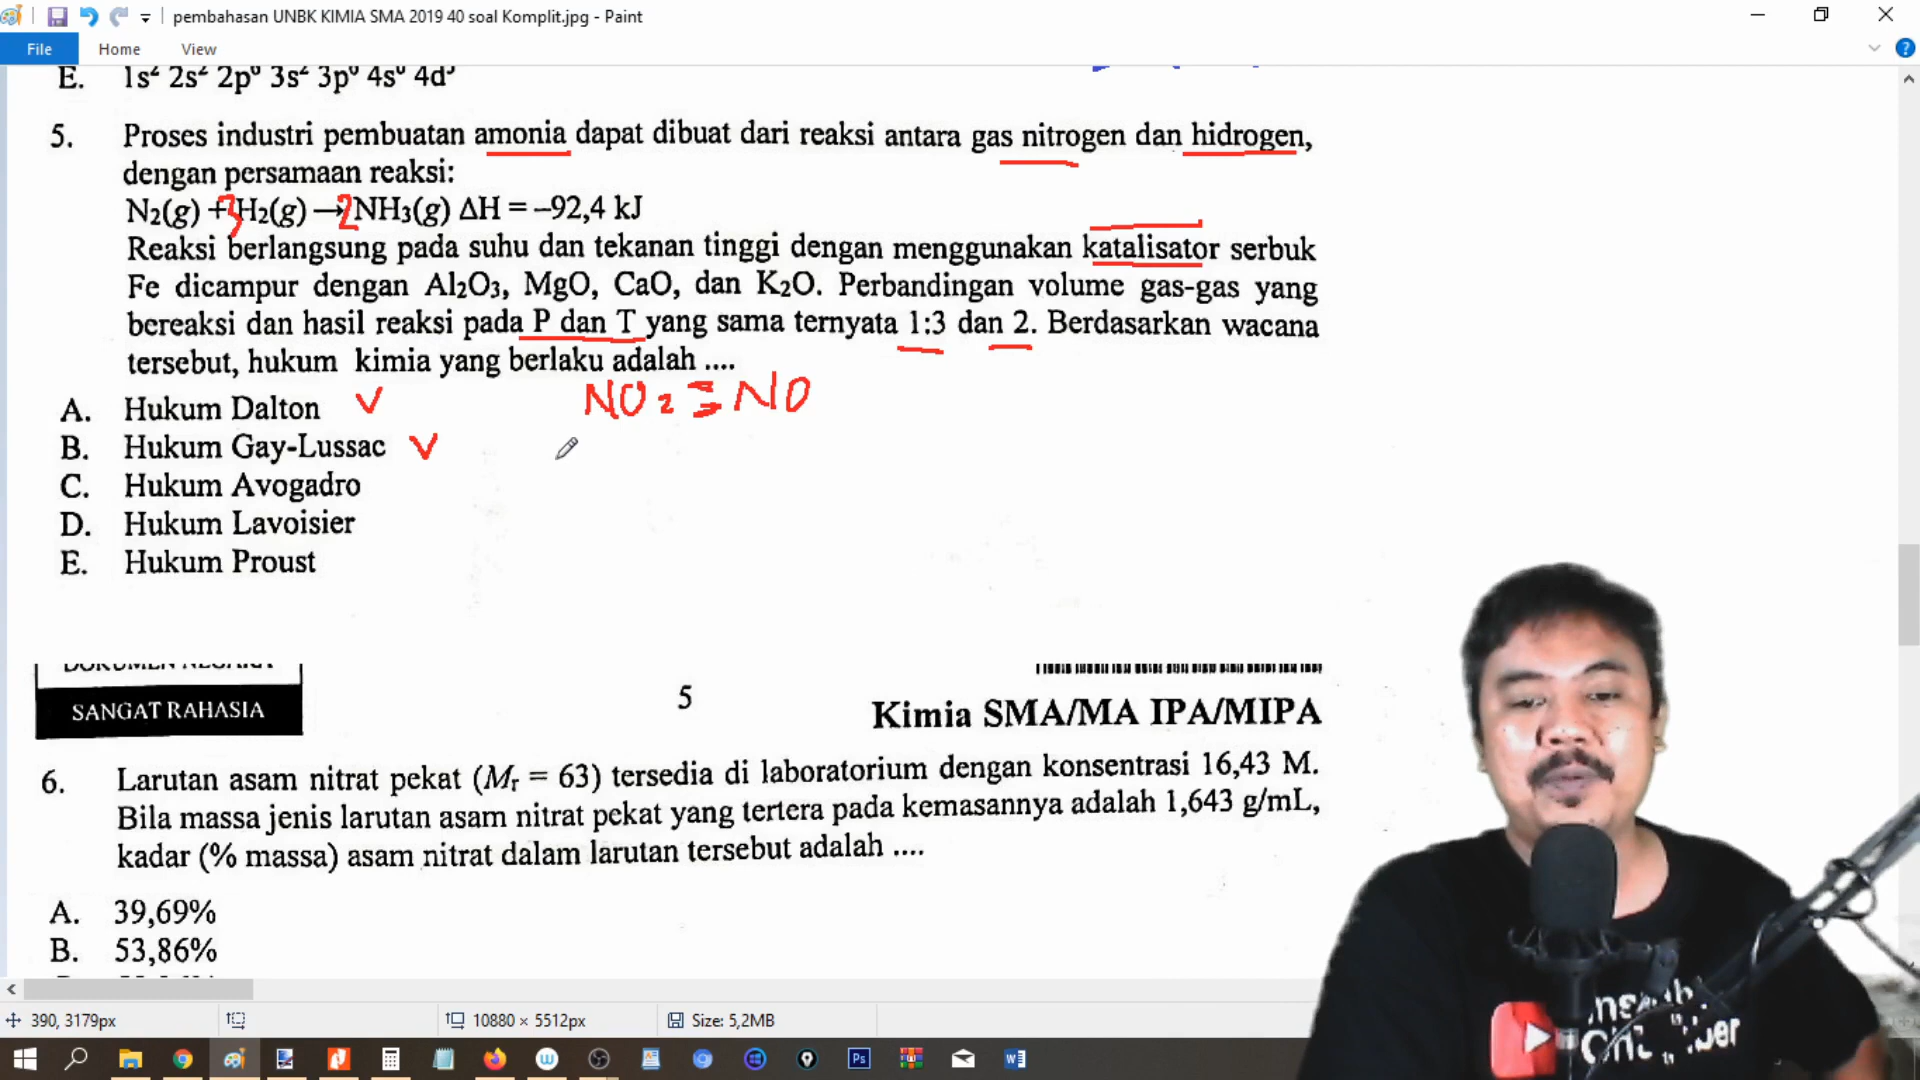 pembahasan UNBK KIMIA SMA 2019 40 soal Komplit.jpg - Paint
File Home View
E. 1s² 2s² 2p⁶ 3s² 3p⁶ 4s⁶ 4d⁵
5. Proses industri pembuatan amonia dapat dibuat dari reaksi antara gas nitrogen dan hidrogen,
dengan persamaan reaksi:
N₂(g) + 3H₂(g) → 2NH₃(g) ΔH = –92,4 kJ
Reaksi berlangsung pada suhu dan tekanan tinggi dengan menggunakan katalisator serbuk
Fe dicampur dengan Al₂O₃, MgO, CaO, dan K₂O. Perbandingan volume gas-gas yang
bereaksi dan hasil reaksi pada P dan T yang sama ternyata 1:3 dan 2. Berdasarkan wacana
tersebut, hukum kimia yang berlaku adalah ....
NO₂ = NO
A. Hukum Dalton V
B. Hukum Gay-Lussac V
C. Hukum Avogadro
D. Hukum Lavoisier
E. Hukum Proust
DOKUMEN NEGARA
SANGAT RAHASIA
5
Kimia SMA/MA IPA/MIPA
6. Larutan asam nitrat pekat (Mr = 63) tersedia di laboratorium dengan konsentrasi 16,43 M.
Bila massa jenis larutan asam nitrat pekat yang tertera pada kemasannya adalah 1,643 g/mL,
kadar (% massa) asam nitrat dalam larutan tersebut adalah ....
A. 39,69%
B. 53,86%
390, 3179px
10880 × 5512px
Size: 5,2MB